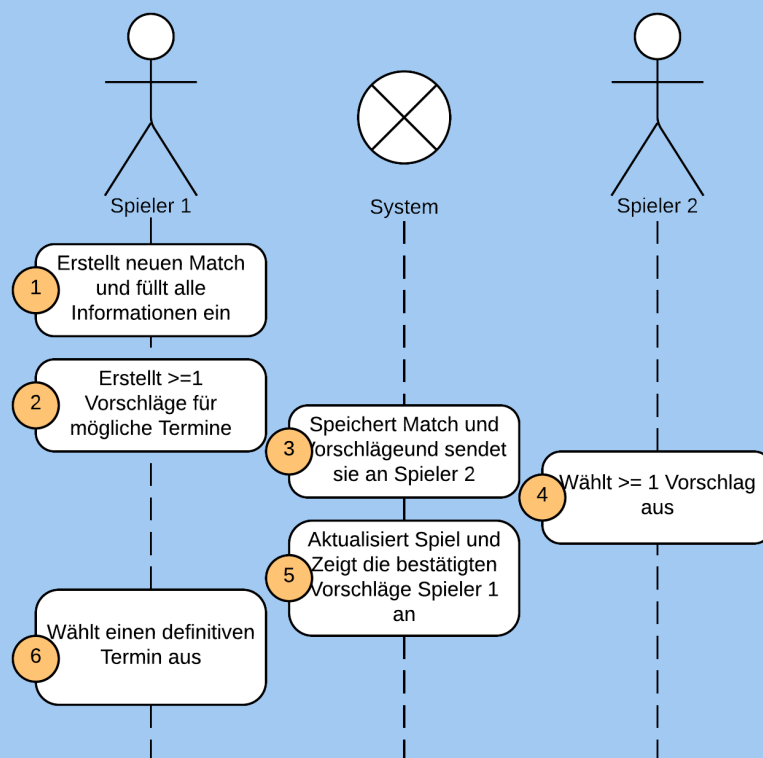 Spieler 1
System
Spieler 2
1
Erstellt neuen Match
und füllt alle
Informationen ein
2
Erstellt >=1
Vorschläge für
mögliche Termine
3
Speichert Match und
Vorschlägeund sendet
sie an Spieler 2
4
Wählt >= 1 Vorschlag
aus
5
Aktualisiert Spiel und
Zeigt die bestätigten
Vorschläge Spieler 1
an
6
Wählt einen definitiven
Termin aus